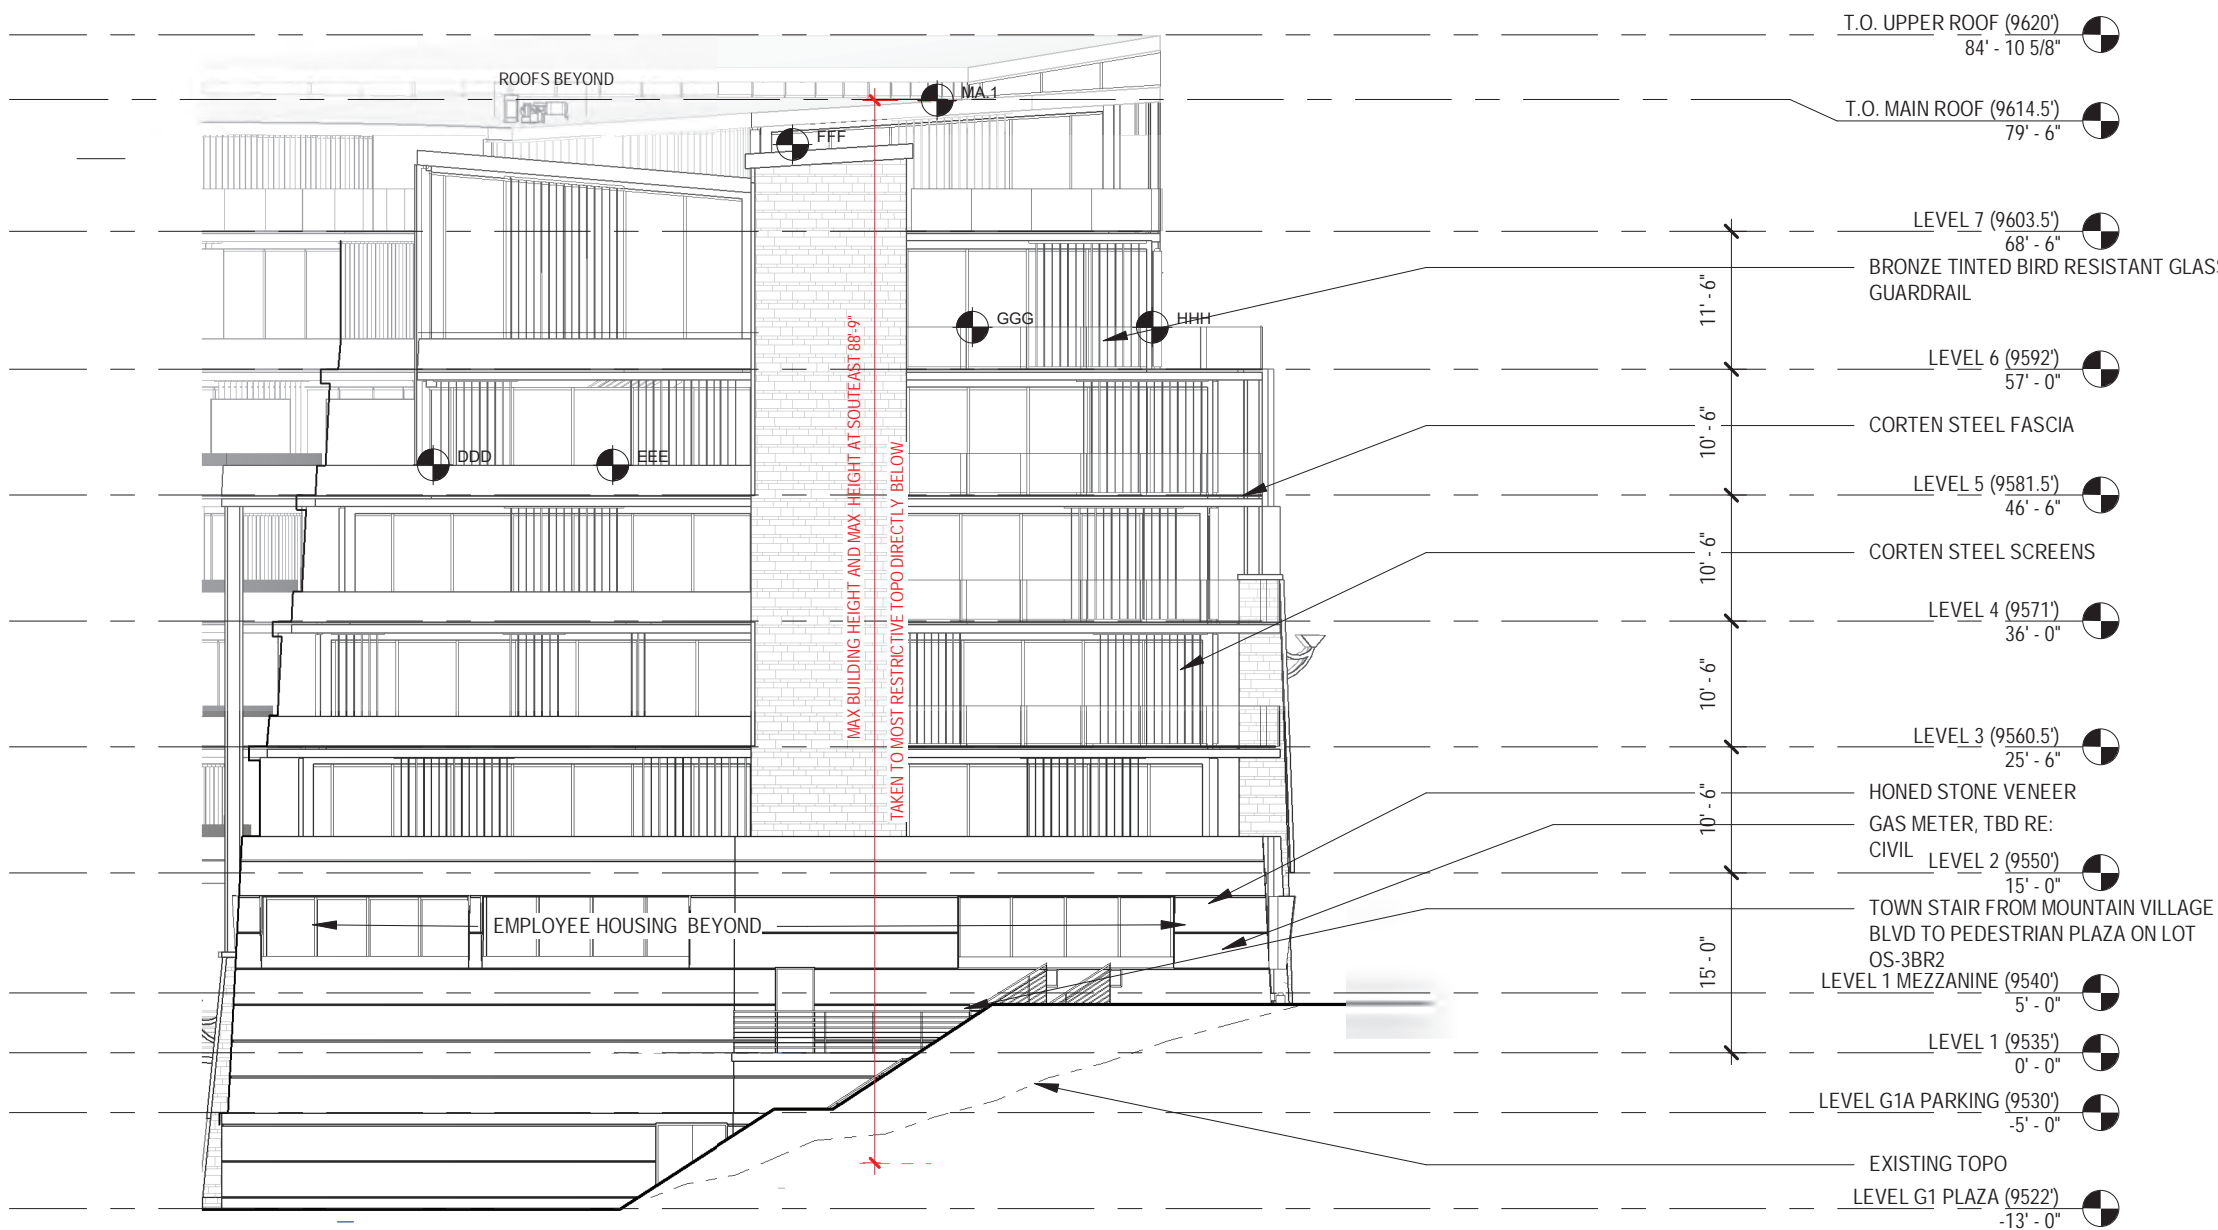 T.O. UPPER ROOF (9620')
84' - 10 5/8"
ROOFS BEYOND
MA.1
T.O. MAIN ROOF (9614.5')
79' - 6"
FFF
LEVEL 7 (9603.5')
68' - 6"
BRONZE TINTED BIRD RESISTANT GLASS
GUARDRAIL
11' - 6"
GGG
HHH
LEVEL 6 (9592')
57' - 0"
CORTEN STEEL FASCIA
10' - 6"
DDD
EEE
LEVEL 5 (9581.5')
46' - 6"
CORTEN STEEL SCREENS
10' - 6"
MAX BUILDING HEIGHT AND MAX HEIGHT AT SOUTEAST 88'-9"
TAKEN TO MOST RESTRICTIVE TOPO DIRECTLY BELOW
LEVEL 4 (9571')
36' - 0"
10' - 6"
LEVEL 3 (9560.5')
25' - 6"
HONED STONE VENEER
10' - 6"
GAS METER, TBD RE:
CIVIL
LEVEL 2 (9550')
15' - 0"
EMPLOYEE HOUSING BEYOND
TOWN STAIR FROM MOUNTAIN VILLAGE
BLVD TO PEDESTRIAN PLAZA ON LOT
OS-3BR2
15' - 0"
LEVEL 1 MEZZANINE (9540')
5' - 0"
LEVEL 1 (9535')
0' - 0"
LEVEL G1A PARKING (9530')
-5' - 0"
EXISTING TOPO
LEVEL G1 PLAZA (9522')
-13' - 0"